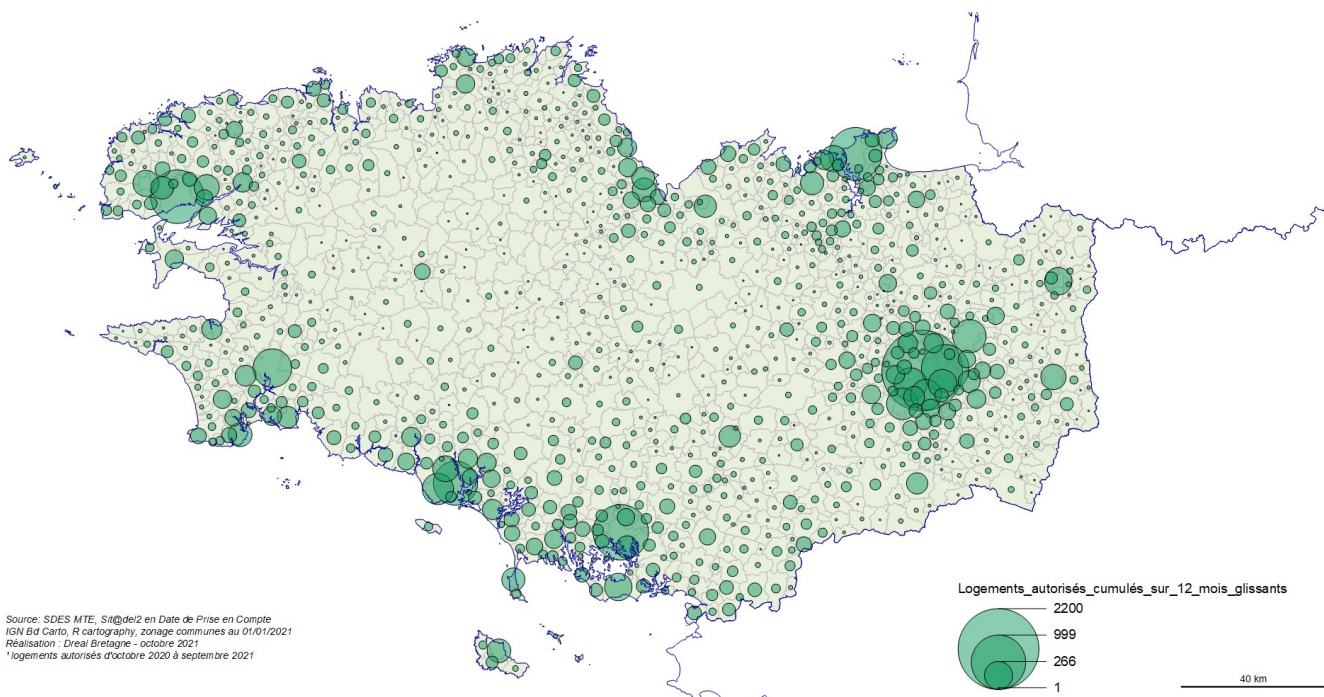 Logements_autorisés_cumulés_sur_12_mois_glissants
2200
999
266
1
40 km
Source: SDES MTE, Sit@del2 en Date de Prise en Compte
IGN Bd Carto, R cartography, zonage communes au 01/01/2021
Réalisation : Dreal Bretagne - octobre 2021
¹ logements autorisés d'octobre 2020 à septembre 2021